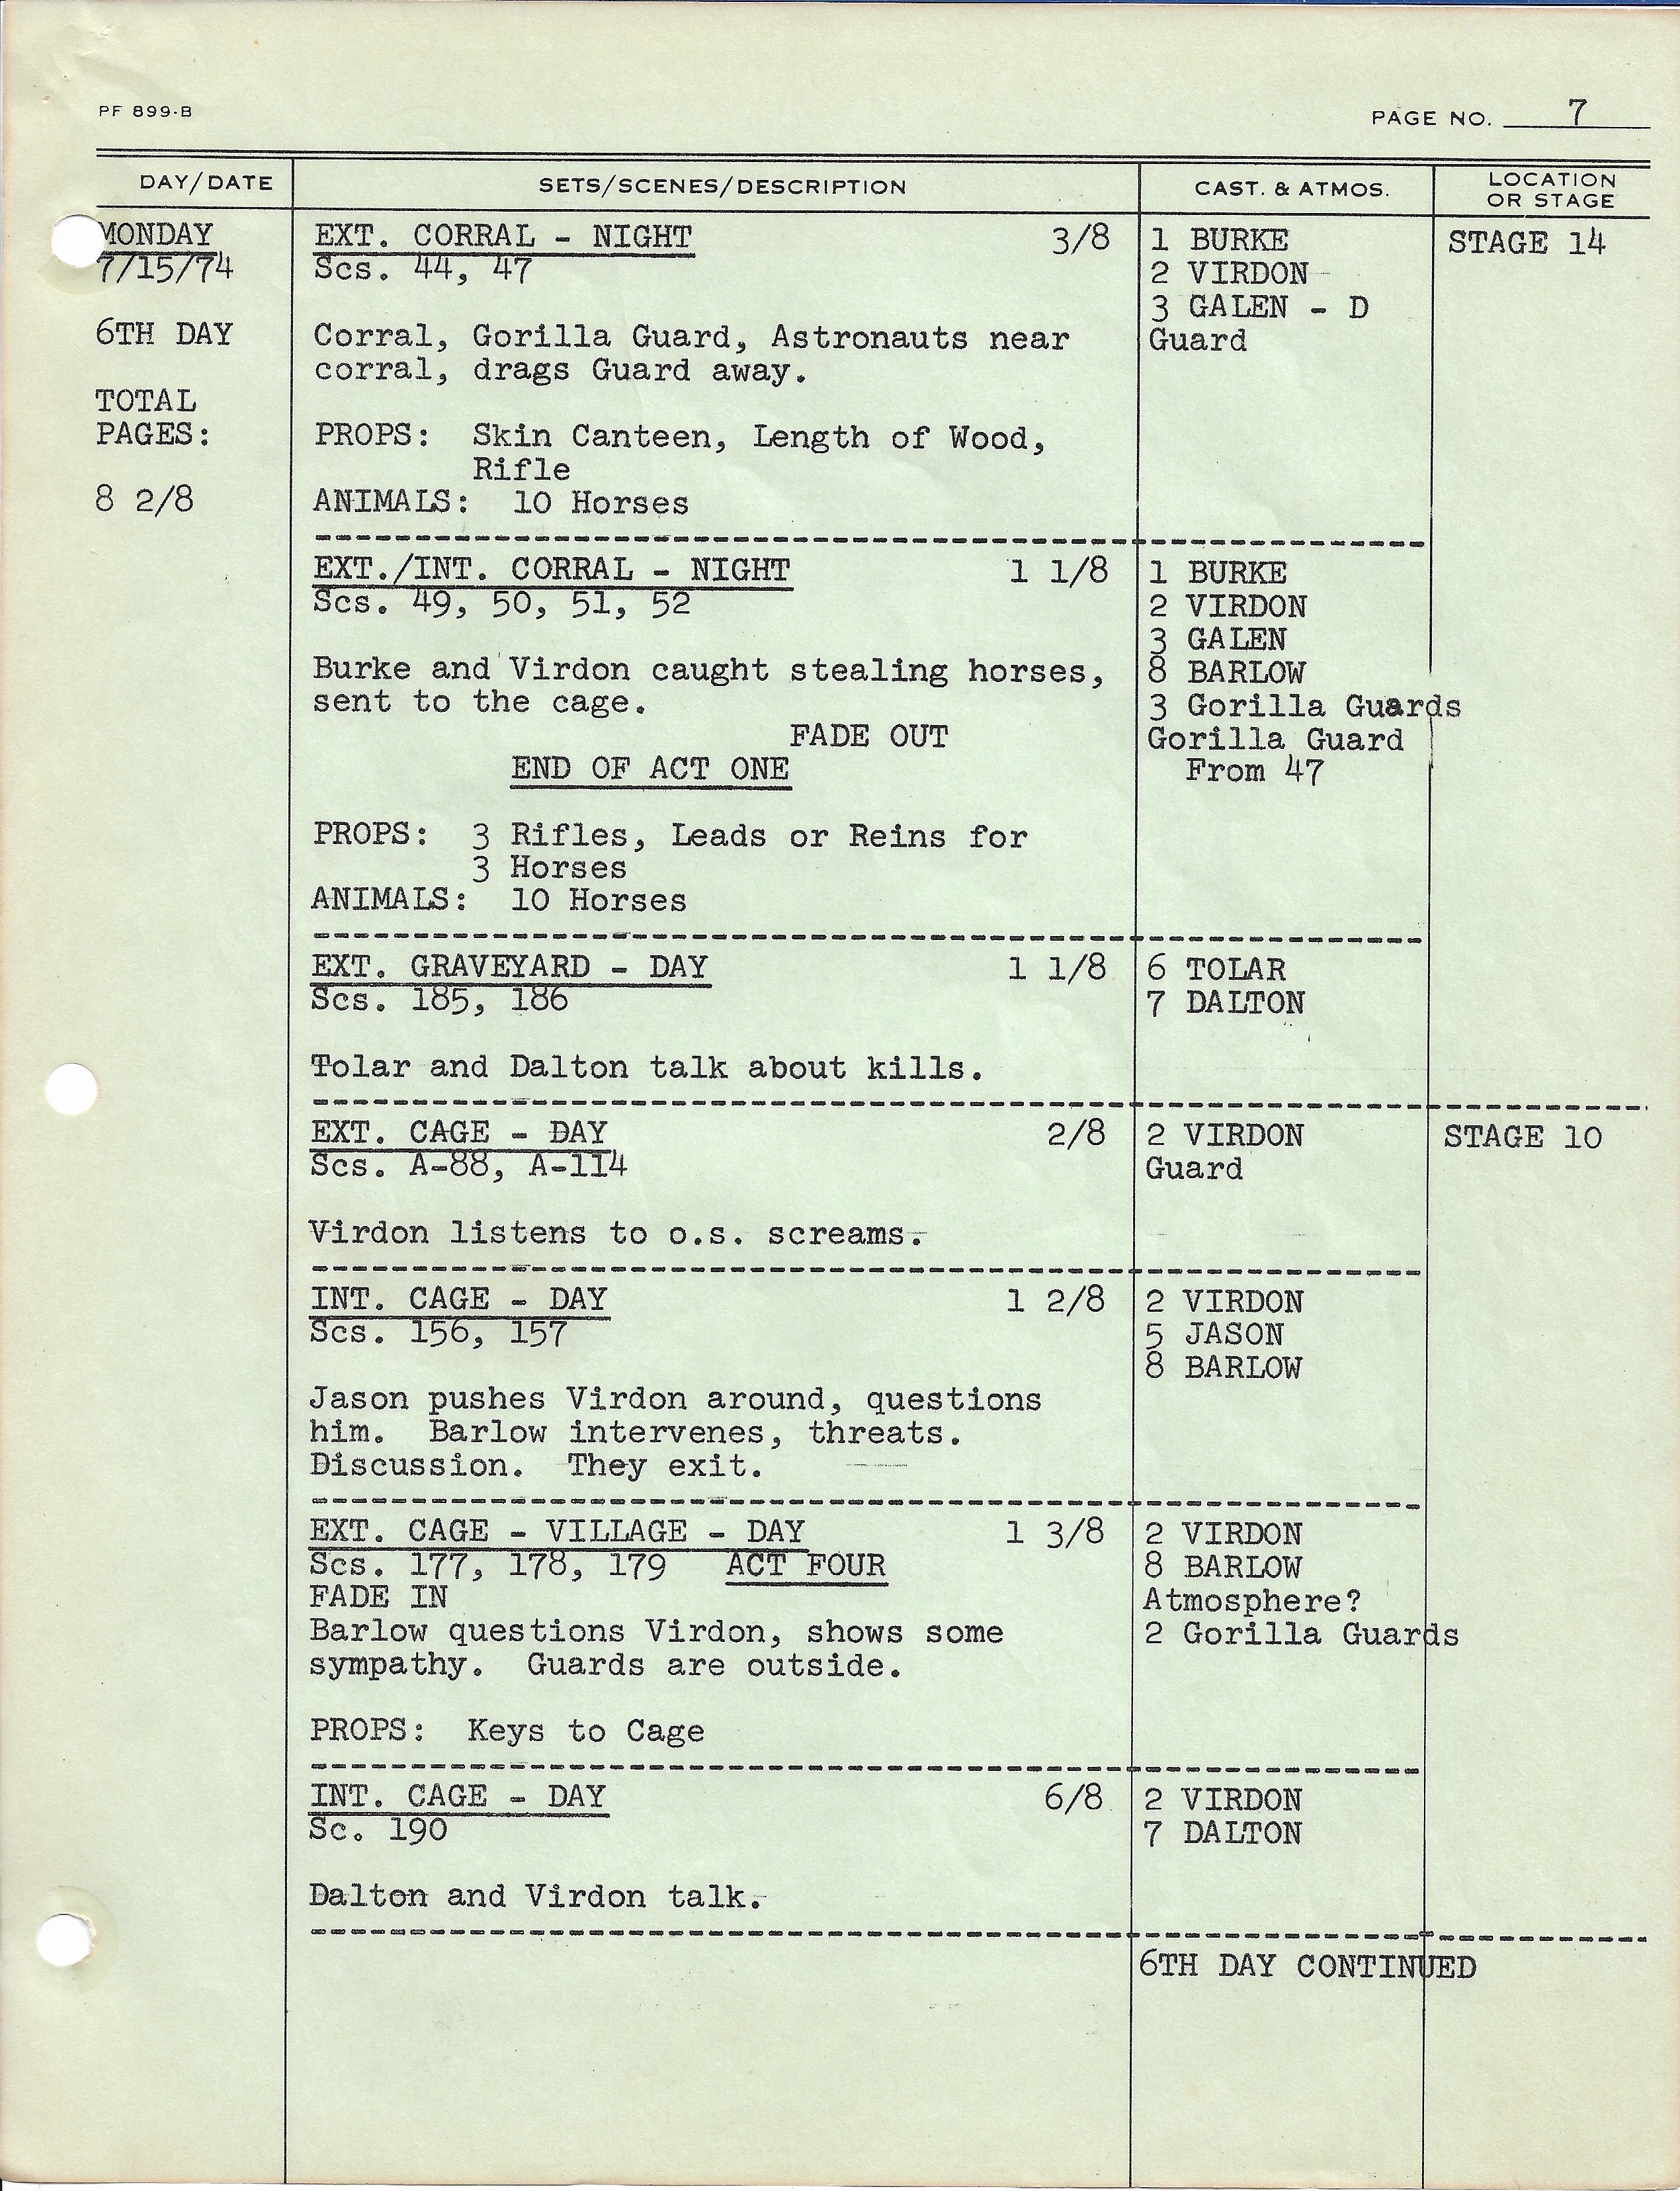 PF 899-B
PAGE NO. 7
DAY/DATE
SETS/SCENES/DESCRIPTION
CAST. & ATMOS.
LOCATION
OR STAGE
MONDAY
7/15/74
6TH DAY
TOTAL
PAGES:
8 2/8
EXT. CORRAL - NIGHT 3/8
Scs. 44, 47
Corral, Gorilla Guard, Astronauts near
corral, drags Guard away.
PROPS: Skin Canteen, Length of Wood,
Rifle
ANIMALS: 10 Horses
1 BURKE
2 VIRDON
3 GALEN - D
Guard
STAGE 14
EXT./INT. CORRAL - NIGHT 1 1/8
Scs. 49, 50, 51, 52
Burke and Virdon caught stealing horses,
sent to the cage.
FADE OUT
END OF ACT ONE
PROPS: 3 Rifles, Leads or Reins for
3 Horses
ANIMALS: 10 Horses
1 BURKE
2 VIRDON
3 GALEN
8 BARLOW
3 Gorilla Guards
Gorilla Guard
From 47
EXT. GRAVEYARD - DAY 1 1/8
Scs. 185, 186
Tolar and Dalton talk about kills.
6 TOLAR
7 DALTON
EXT. CAGE - DAY 2/8
Scs. A-88, A-114
Virdon listens to o.s. screams.
2 VIRDON
Guard
STAGE 10
INT. CAGE - DAY 1 2/8
Scs. 156, 157
Jason pushes Virdon around, questions
him. Barlow intervenes, threats.
Discussion. They exit.
2 VIRDON
5 JASON
8 BARLOW
EXT. CAGE - VILLAGE - DAY 1 3/8
Scs. 177, 178, 179 ACT FOUR
FADE IN
Barlow questions Virdon, shows some
sympathy. Guards are outside.
PROPS: Keys to Cage
2 VIRDON
8 BARLOW
Atmosphere?
2 Gorilla Guards
INT. CAGE - DAY 6/8
Sc. 190
Dalton and Virdon talk.
2 VIRDON
7 DALTON
6TH DAY CONTINUED